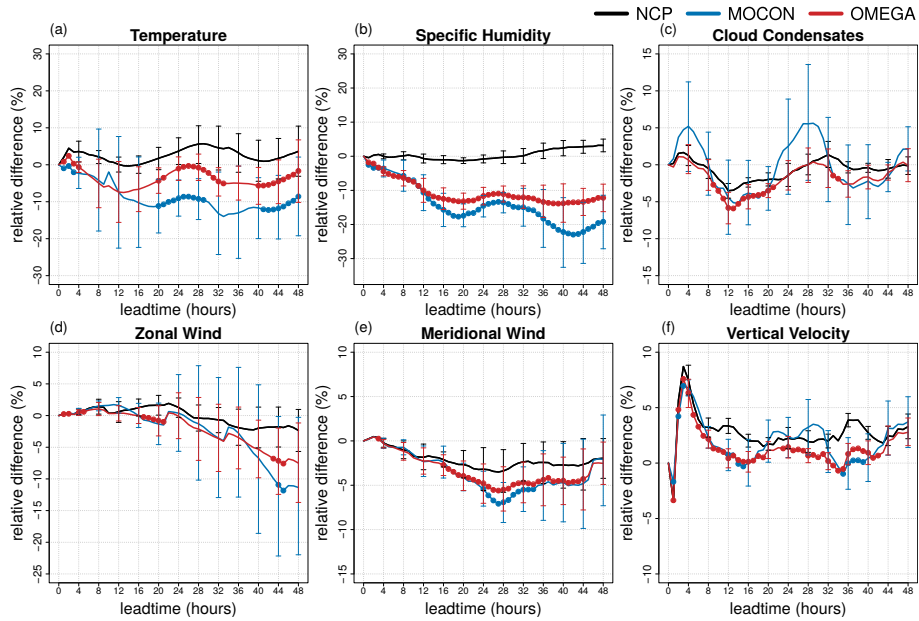 NCP MOCON OMEGA
(a) Temperature
relative difference (%)
30
20
10
0
-10
-20
-30
0 4 8 12 16 20 24 28 32 36 40 44 48
leadtime (hours)
(b) Specific Humidity
relative difference (%)
30
20
10
0
-10
-20
-30
0 4 8 12 16 20 24 28 32 36 40 44 48
leadtime (hours)
(c) Cloud Condensates
relative difference (%)
15
10
5
0
-5
-10
-15
0 4 8 12 16 20 24 28 32 36 40 44 48
leadtime (hours)
(d) Zonal Wind
relative difference (%)
10
5
0
-5
-10
-15
-20
-25
0 4 8 12 16 20 24 28 32 36 40 44 48
leadtime (hours)
(e) Meridional Wind
relative difference (%)
10
5
0
-5
-10
-15
0 4 8 12 16 20 24 28 32 36 40 44 48
leadtime (hours)
(f) Vertical Velocity
relative difference (%)
10
5
0
-5
-10
0 4 8 12 16 20 24 28 32 36 40 44 48
leadtime (hours)